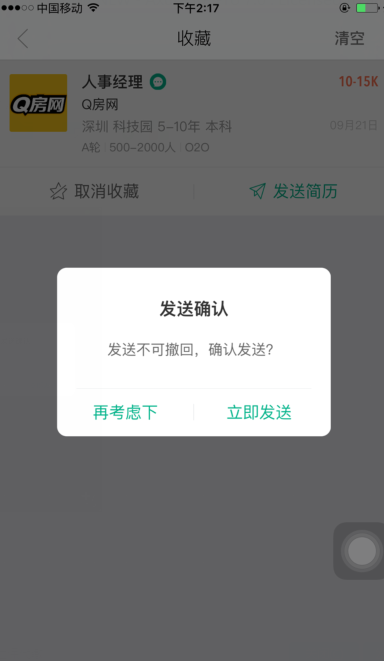 中国移动 下午2:17
收藏 清空
Q房网
人事经理 10-15K
Q房网
深圳 科技园 5-10年 本科 09月21日
A轮 500-2000人 O2O
取消收藏 发送简历
发送确认
发送不可撤回，确认发送?
再考虑下 立即发送